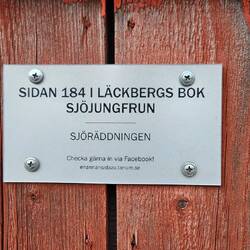 SIDAN 184 I LÄCKBERGS BOK
SJÖJUNGFRUN
SJÖRÄDDNINGEN
Checka gärna in via Facebook!